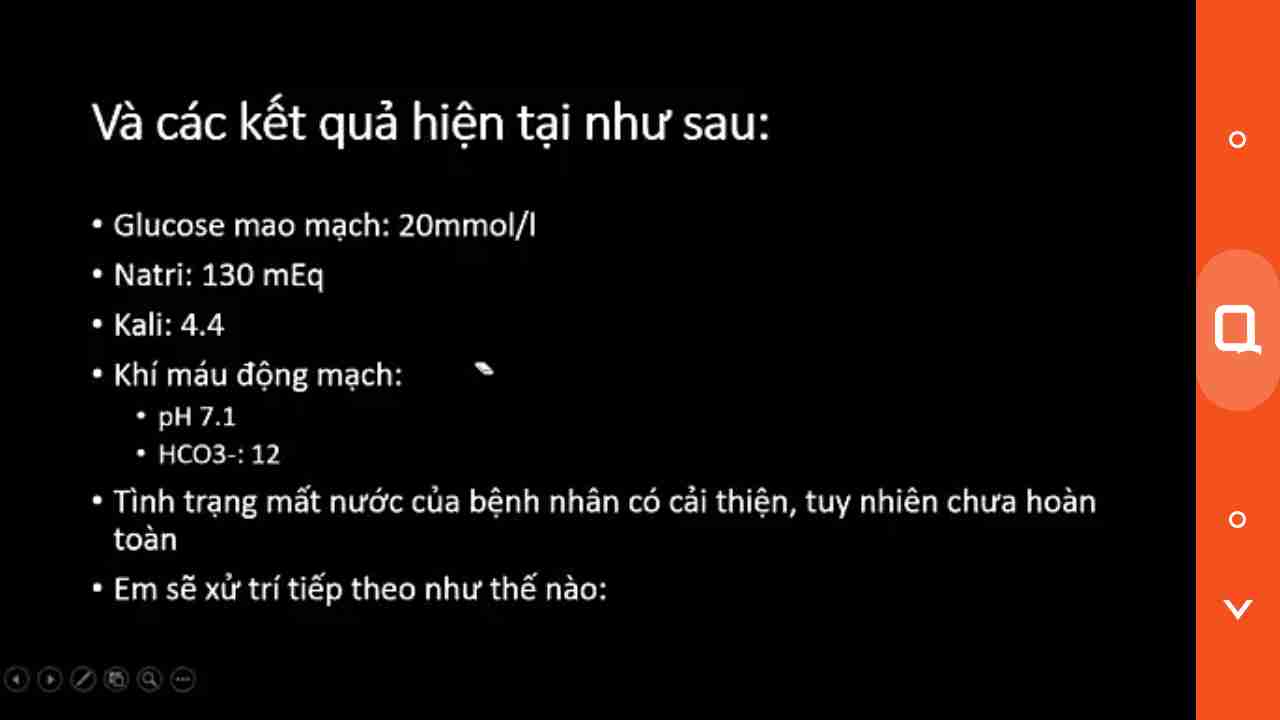 Và các kết quả hiện tại như sau:
• Glucose mao mạch: 20mmol/l
• Natri: 130 mEq
• Kali: 4.4
• Khí máu động mạch:
• pH 7.1
• HCO3-: 12
• Tình trạng mất nước của bệnh nhân có cải thiện, tuy nhiên chưa hoàn
toàn
• Em sẽ xử trí tiếp theo như thế nào: